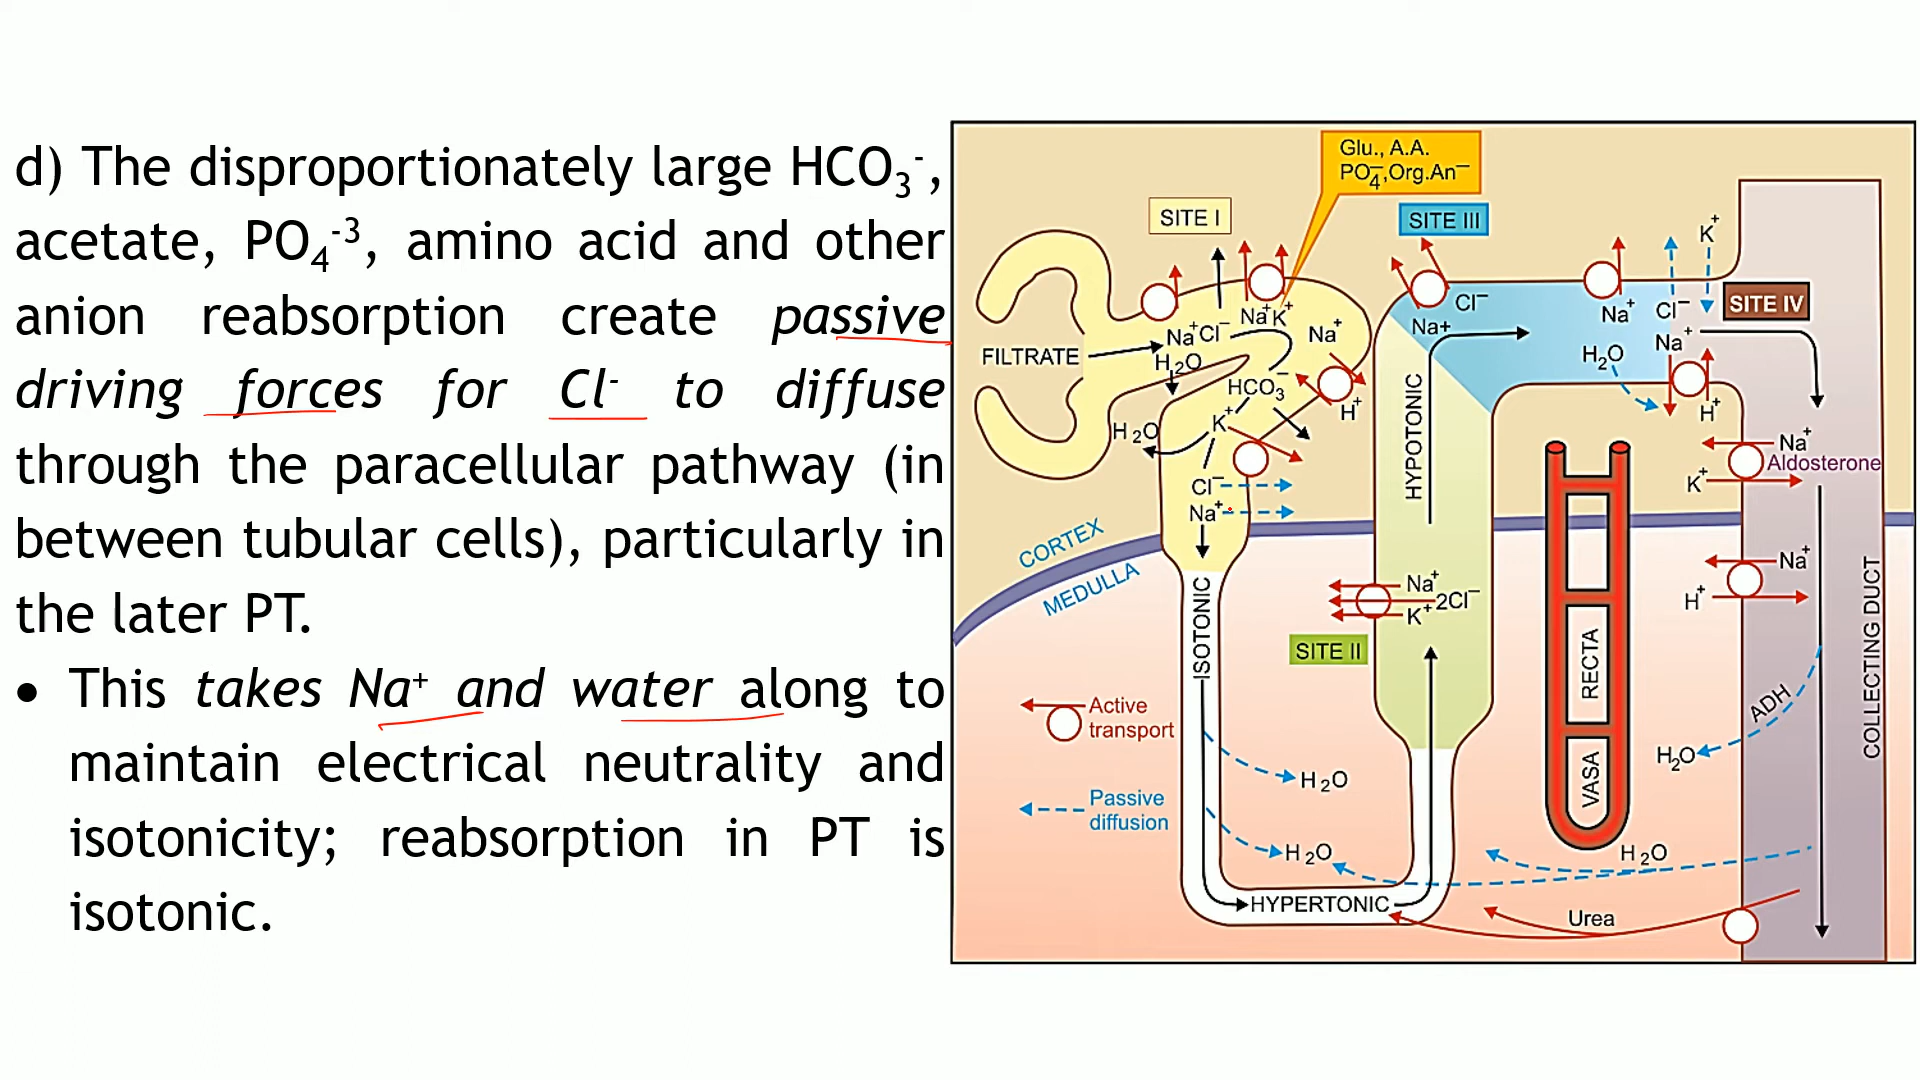 d) The disproportionately large HCO3-,
acetate, PO4-3, amino acid and other
anion reabsorption create passive
driving forces for Cl- to diffuse
through the paracellular pathway (in
between tubular cells), particularly in
the later PT.
• This takes Na+ and water along to
maintain electrical neutrality and
isotonicity; reabsorption in PT is
isotonic.
Glu., A.A.
PO4-,Org.An-
SITE I
SITE III
K+
SITE IV
Cl-
Na+
Na+
Cl-
Na+
H2O
H+
Na+
K+
Na+
Na+
Cl-
FILTRATE
H2O
HCO3-
H+
K+
H2O
Cl-
Na+
HYPOTONIC
Na+
Aldosterone
K+
CORTEX
MEDULLA
ISOTONIC
Na+
2Cl-
K+
SITE II
Na+
H+
COLLECTING DUCT
RECTA
VASA
ADH
H2O
Active
transport
Passive
diffusion
H2O
H2O
H2O
HYPERTONIC
Urea